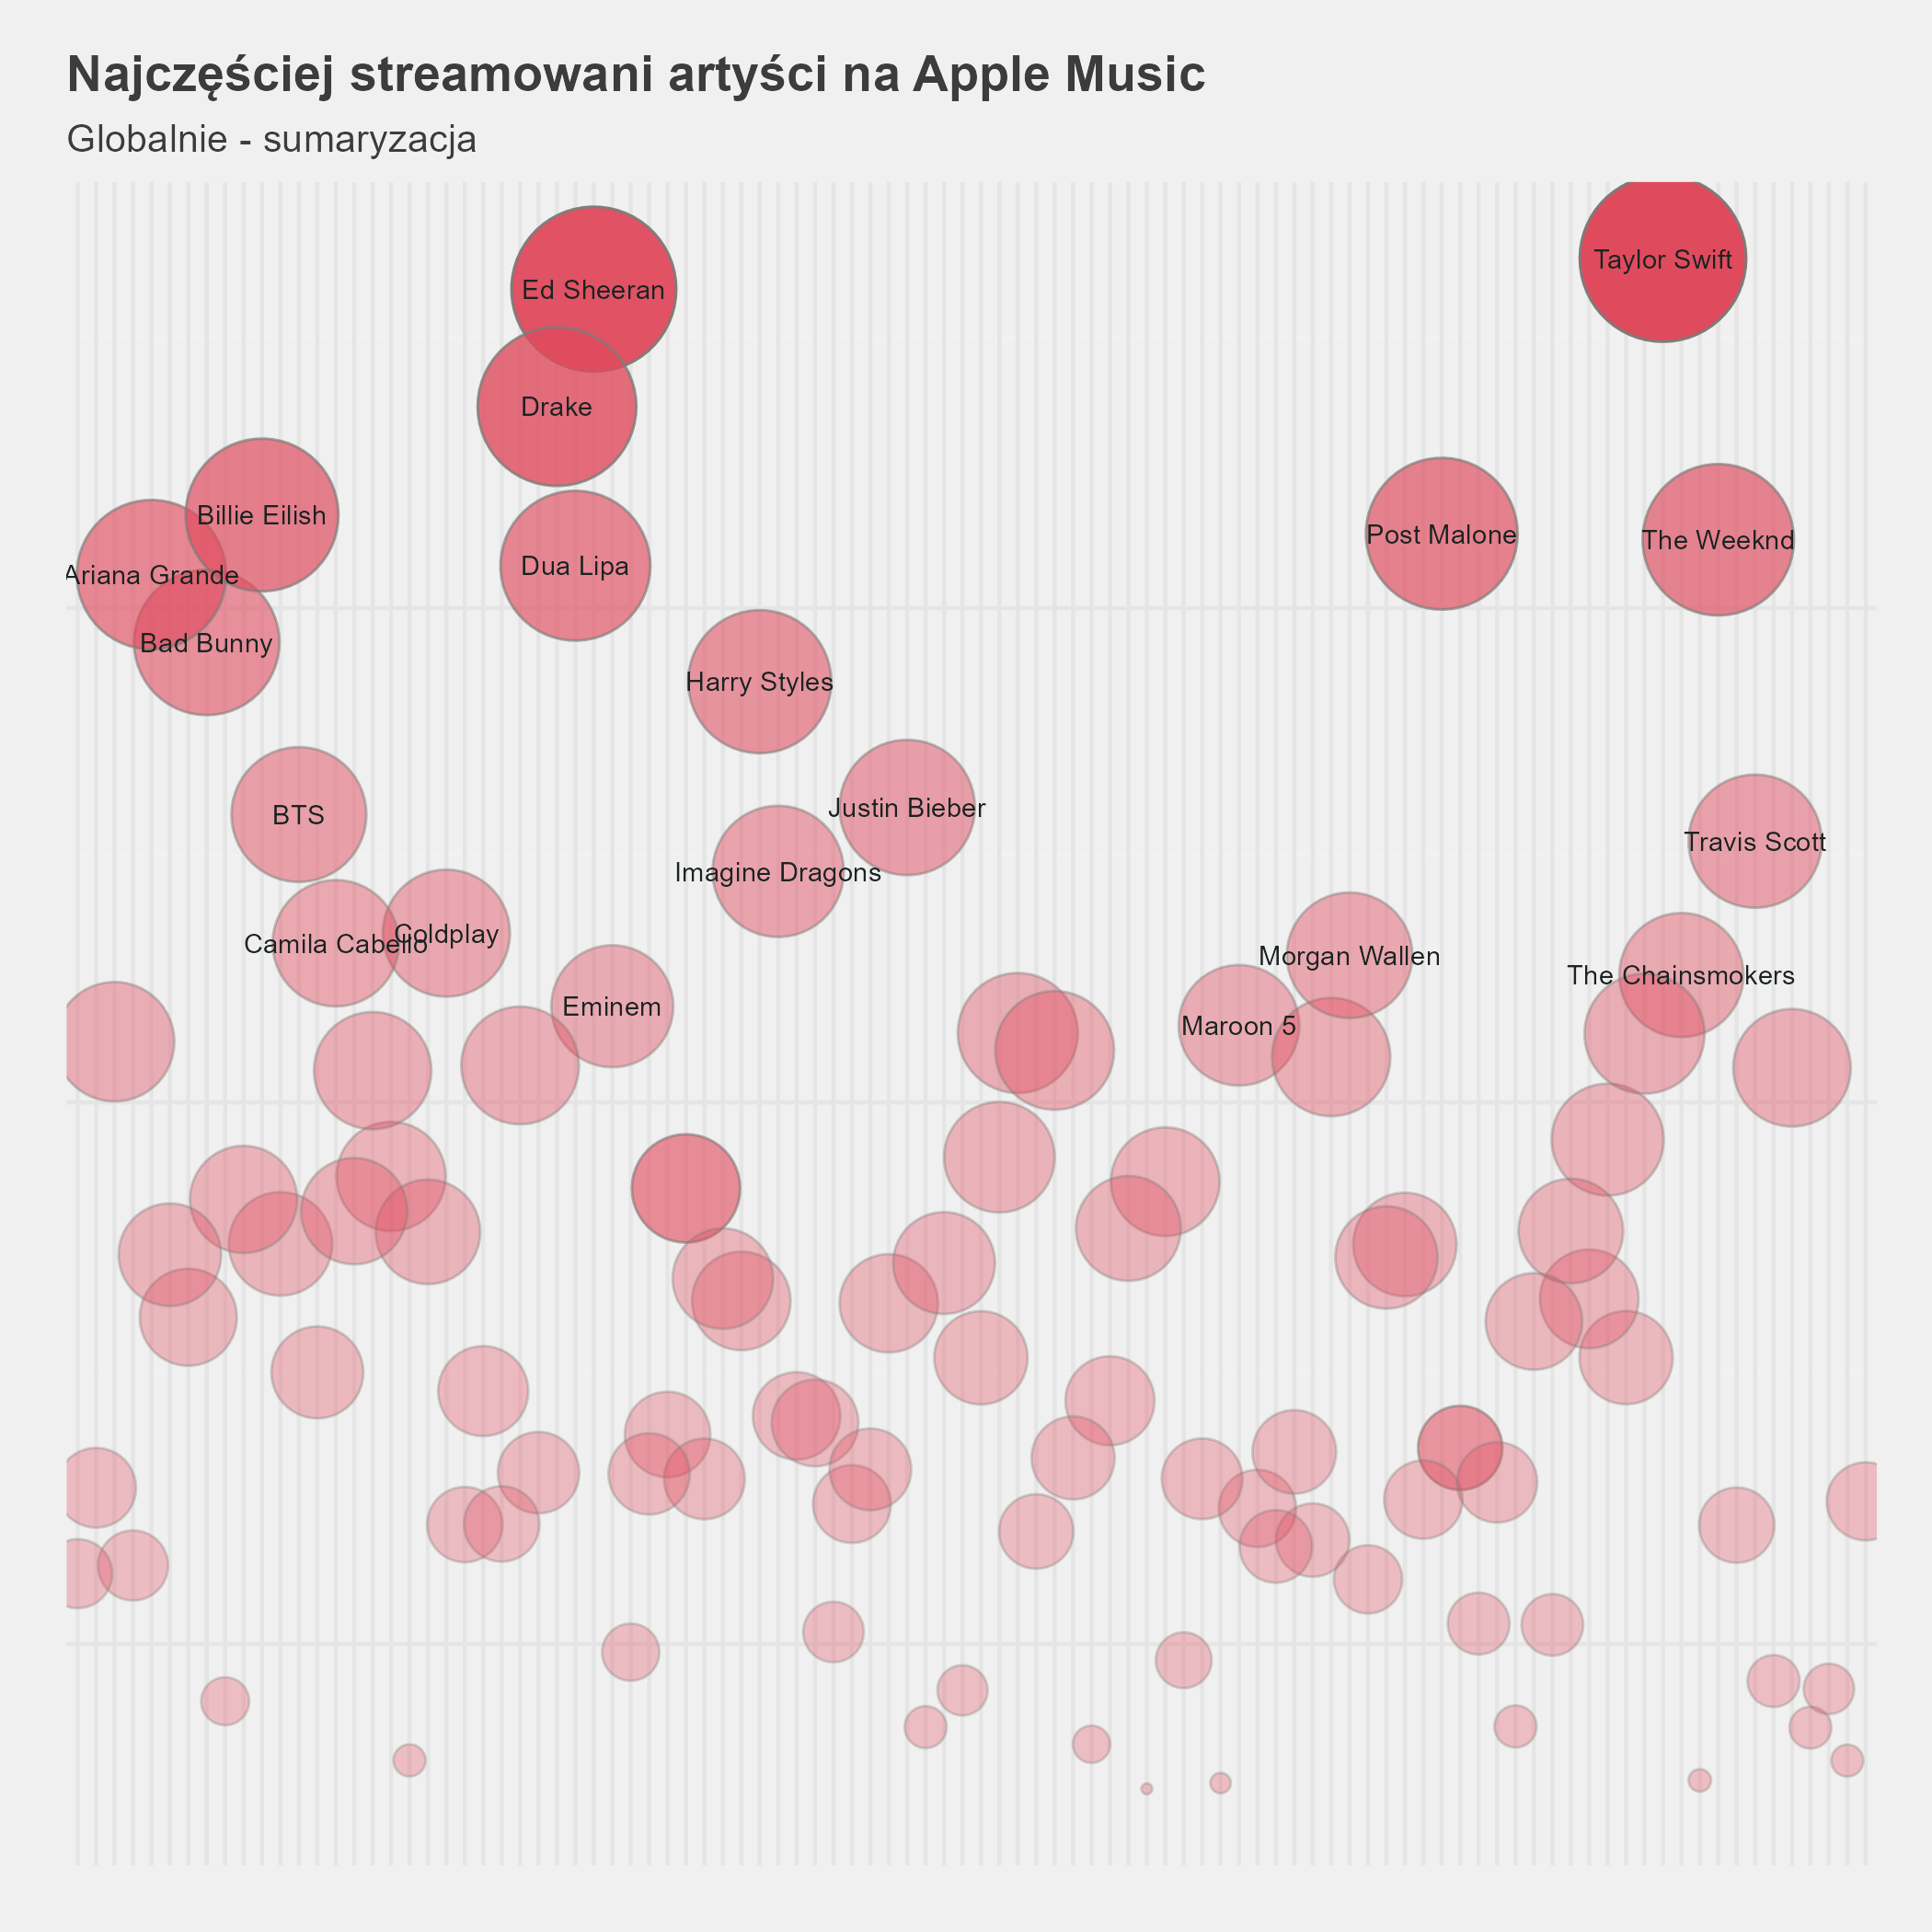 Najczęściej streamowani artyści na Apple Music
Globalnie - sumaryzacja
Taylor Swift
Ed Sheeran
Drake
Billie Eilish
Post Malone
The Weeknd
Dua Lipa
Ariana Grande
Bad Bunny
Harry Styles
Justin Bieber
BTS
Travis Scott
Imagine Dragons
Coldplay
Camila Cabello
Morgan Wallen
The Chainsmokers
Eminem
Maroon 5